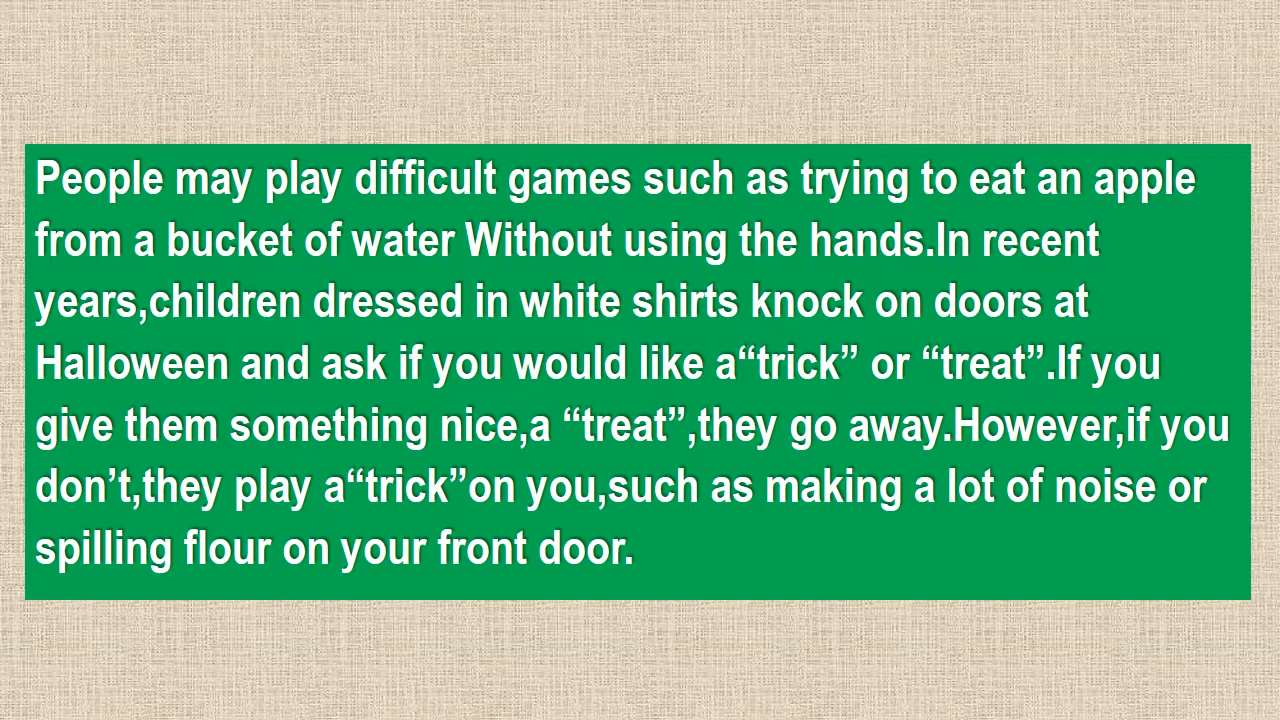 People may play difficult games such as trying to eat an apple
from a bucket of water Without using the hands.In recent
years,children dressed in white shirts knock on doors at
Halloween and ask if you would like a“trick” or “treat”.If you
give them something nice,a “treat”,they go away.However,if you
don’t,they play a“trick”on you,such as making a lot of noise or
spilling flour on your front door.